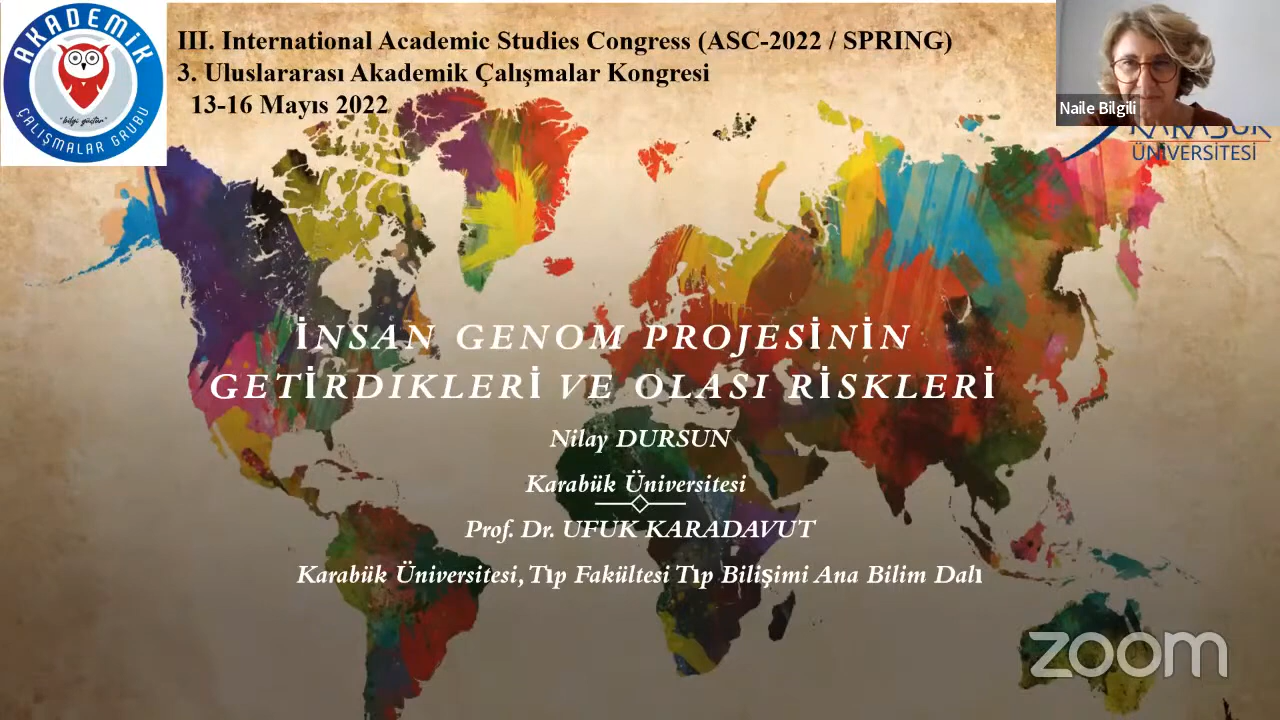 AKADEMİK
ÇALIŞMALAR GRUBU
"bilgi güçtür"
III. International Academic Studies Congress (ASC-2022 / SPRING)
3. Uluslararası Akademik Çalışmalar Kongresi
13-16 Mayıs 2022
Naile Bilgili
KARABÜK
ÜNİVERSİTESİ
İNSAN GENOM PROJESİNİN
GETİRDIKLERİ VE OLASI RİSKLERİ
Nilay DURSUN
Karabük Üniversitesi
Prof. Dr. UFUK KARADAVUT
Karabük Üniversitesi, Tıp Fakültesi Tıp Bilişimi Ana Bilim Dalı
zoom